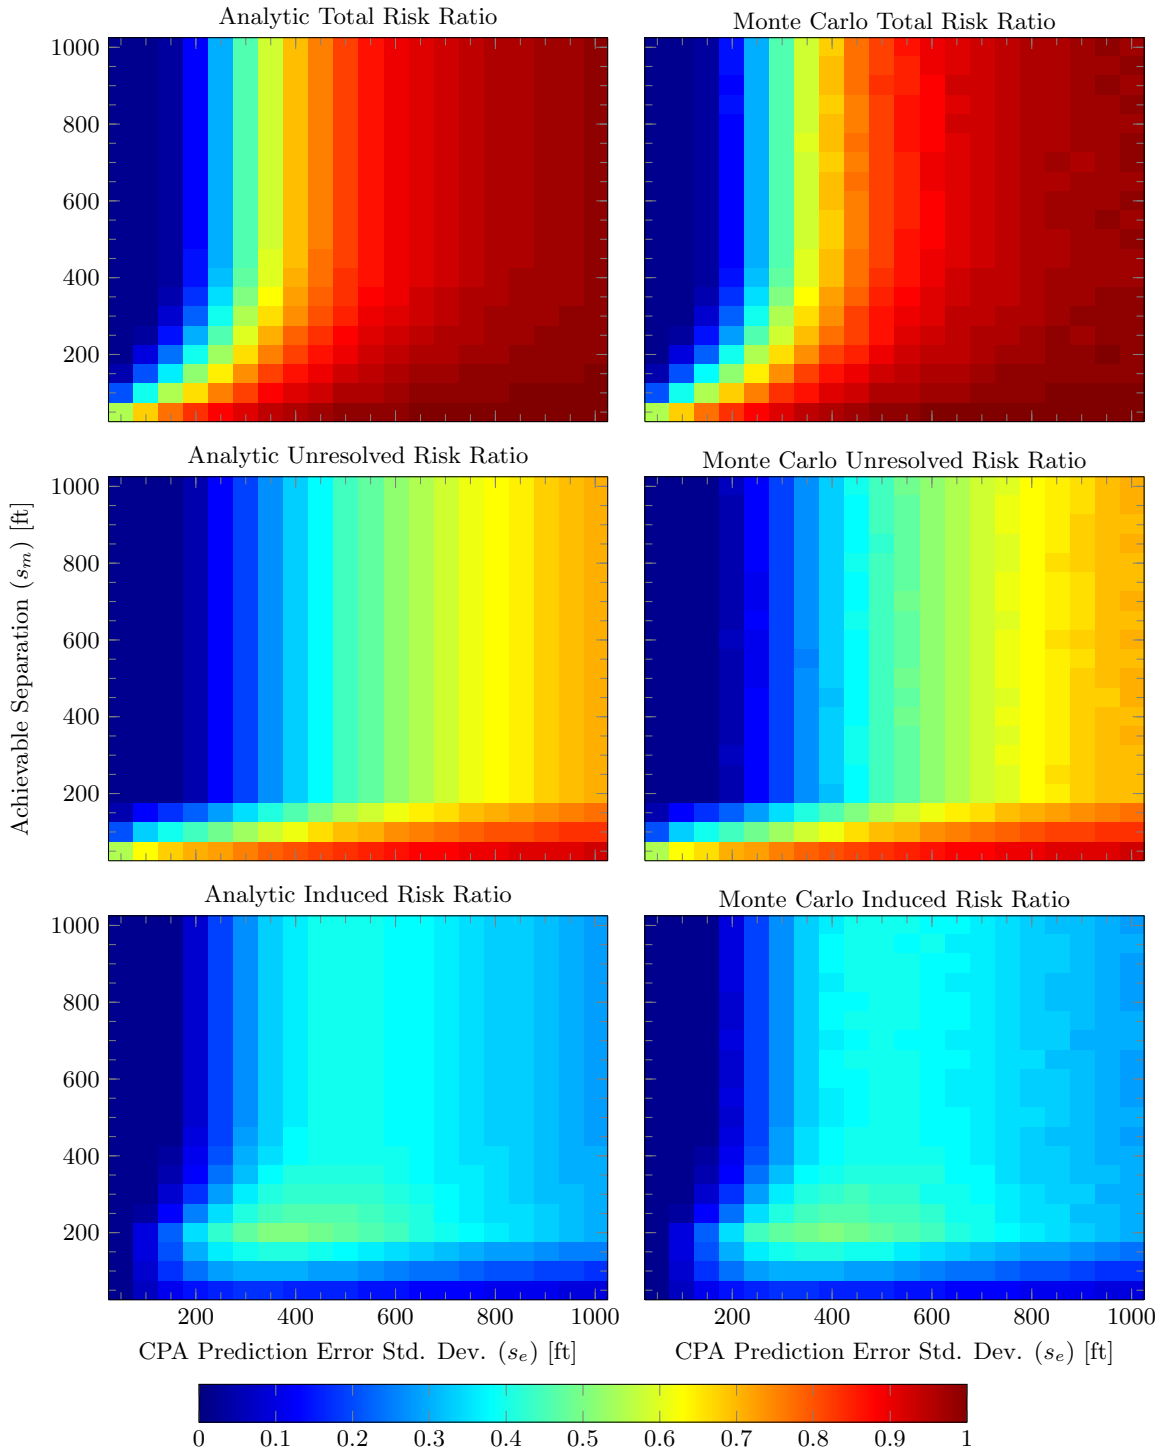 Analytic Total Risk Ratio
Monte Carlo Total Risk Ratio
1000
800
600
400
200
Analytic Unresolved Risk Ratio
Monte Carlo Unresolved Risk Ratio
1000
800
600
400
200
Achievable Separation (s_m) [ft]
Analytic Induced Risk Ratio
Monte Carlo Induced Risk Ratio
1000
800
600
400
200
200 400 600 800 1000
200 400 600 800 1000
CPA Prediction Error Std. Dev. (s_e) [ft]
CPA Prediction Error Std. Dev. (s_e) [ft]
0 0.1 0.2 0.3 0.4 0.5 0.6 0.7 0.8 0.9 1